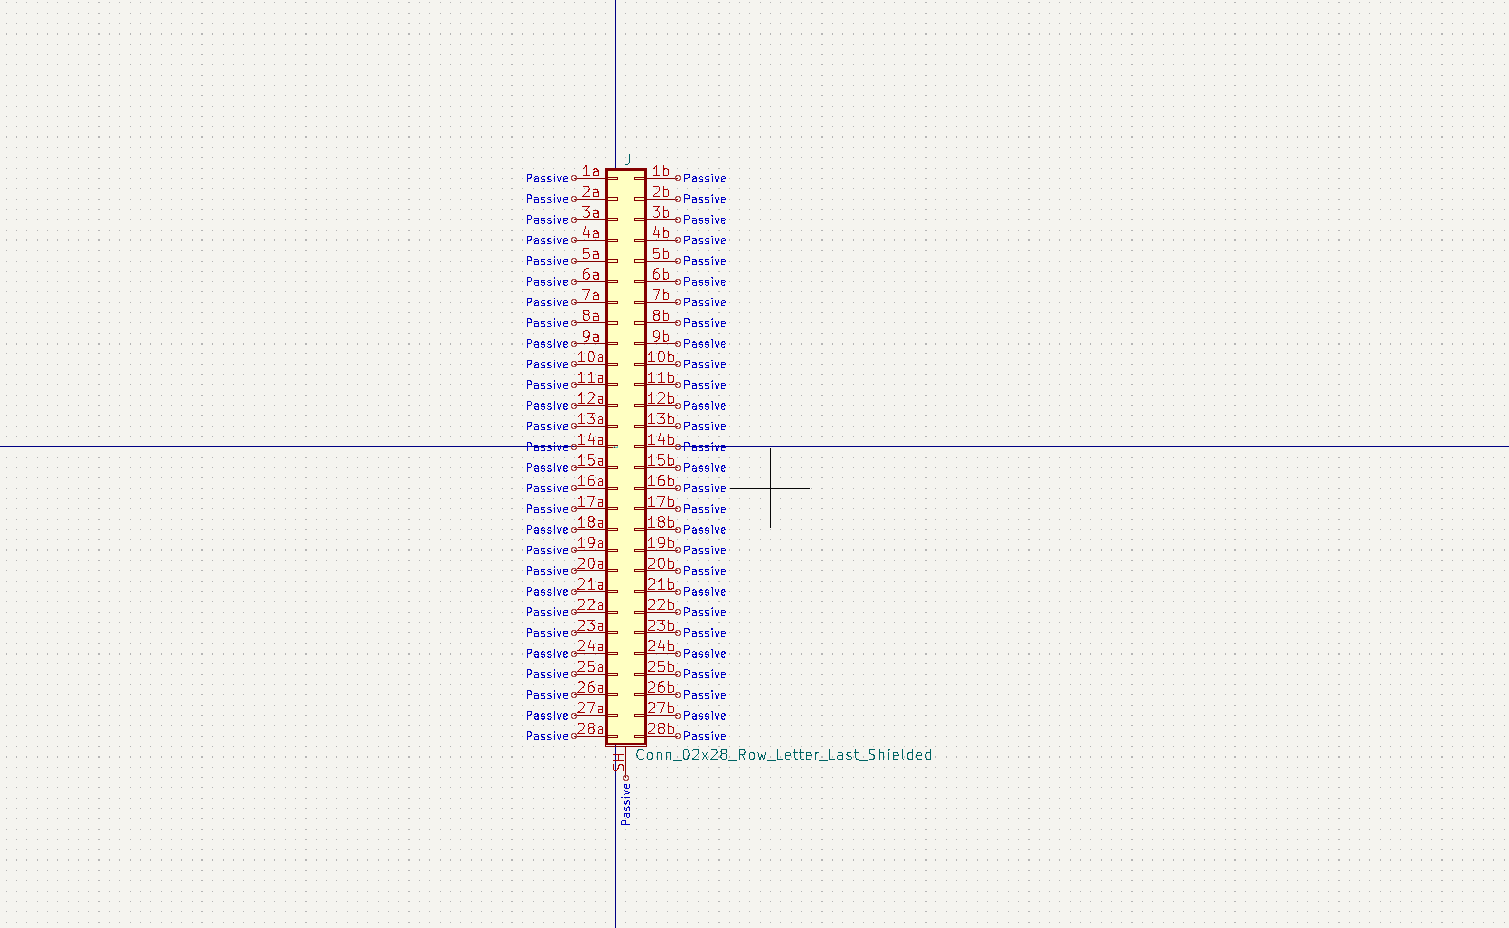 J
Passive 1a 1b Passive
Passive 2a 2b Passive
Passive 3a 3b Passive
Passive 4a 4b Passive
Passive 5a 5b Passive
Passive 6a 6b Passive
Passive 7a 7b Passive
Passive 8a 8b Passive
Passive 9a 9b Passive
Passive 10a 10b Passive
Passive 11a 11b Passive
Passive 12a 12b Passive
Passive 13a 13b Passive
Passive 14a 14b Passive
Passive 15a 15b Passive
Passive 16a 16b Passive
Passive 17a 17b Passive
Passive 18a 18b Passive
Passive 19a 19b Passive
Passive 20a 20b Passive
Passive 21a 21b Passive
Passive 22a 22b Passive
Passive 23a 23b Passive
Passive 24a 24b Passive
Passive 25a 25b Passive
Passive 26a 26b Passive
Passive 27a 27b Passive
Passive 28a 28b Passive
Conn_02x28_Row_Letter_Last_Shielded
SH
Passive